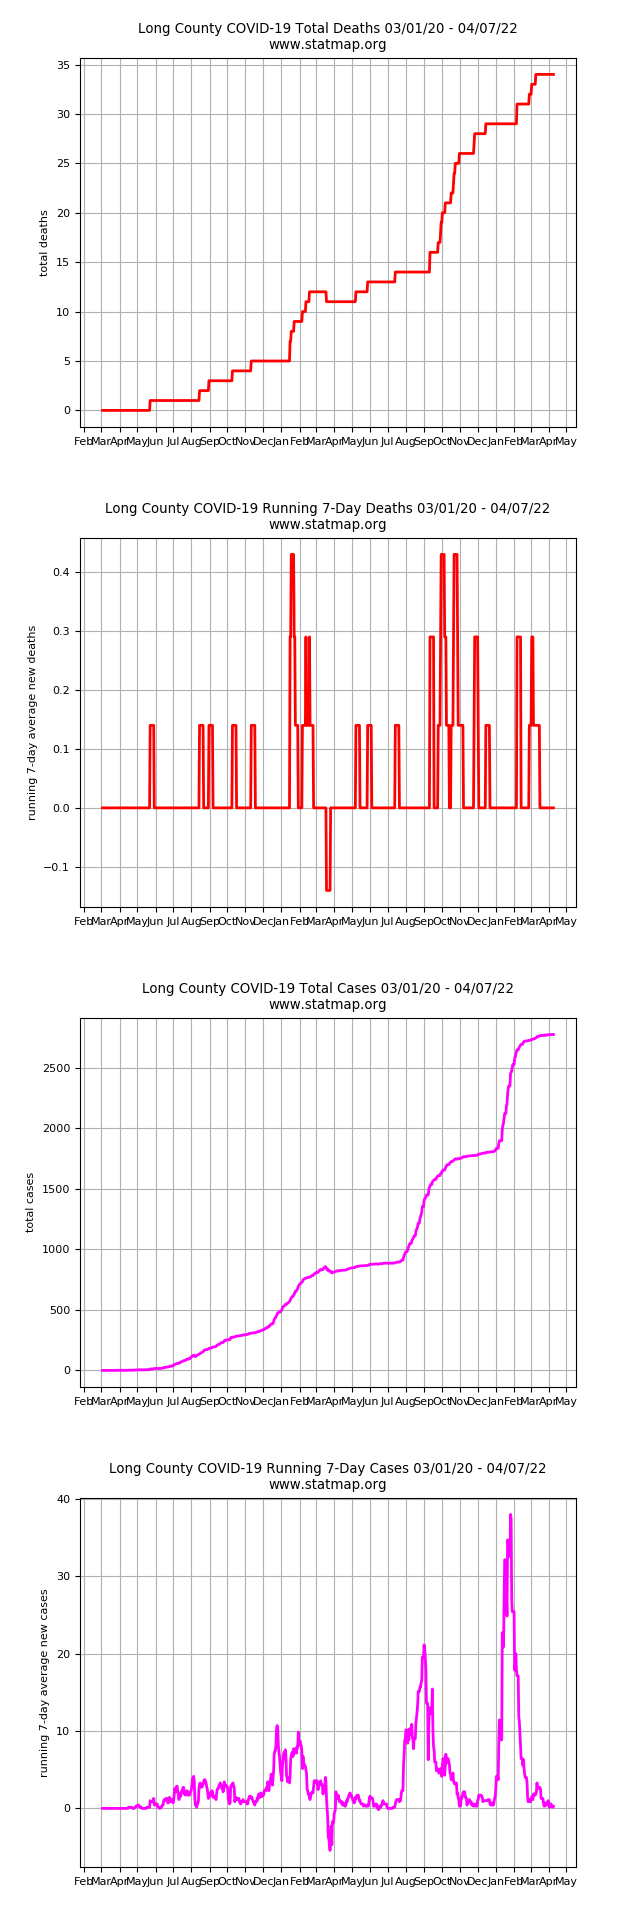 Long County COVID-19 Total Deaths 03/01/20 - 04/07/22
www.statmap.org
35
30
25
20
15
10
5
0
total deaths
Feb Mar Apr May Jun Jul Aug Sep Oct Nov Dec Jan Feb Mar Apr May Jun Jul Aug Sep Oct Nov Dec Jan Feb Mar Apr May
Long County COVID-19 Running 7-Day Deaths 03/01/20 - 04/07/22
www.statmap.org
0.4
0.3
0.2
0.1
0.0
−0.1
running 7-day average new deaths
Feb Mar Apr May Jun Jul Aug Sep Oct Nov Dec Jan Feb Mar Apr May Jun Jul Aug Sep Oct Nov Dec Jan Feb Mar Apr May
Long County COVID-19 Total Cases 03/01/20 - 04/07/22
www.statmap.org
2500
2000
1500
1000
500
0
total cases
Feb Mar Apr May Jun Jul Aug Sep Oct Nov Dec Jan Feb Mar Apr May Jun Jul Aug Sep Oct Nov Dec Jan Feb Mar Apr May
Long County COVID-19 Running 7-Day Cases 03/01/20 - 04/07/22
www.statmap.org
40
30
20
10
0
running 7-day average new cases
Feb Mar Apr May Jun Jul Aug Sep Oct Nov Dec Jan Feb Mar Apr May Jun Jul Aug Sep Oct Nov Dec Jan Feb Mar Apr May